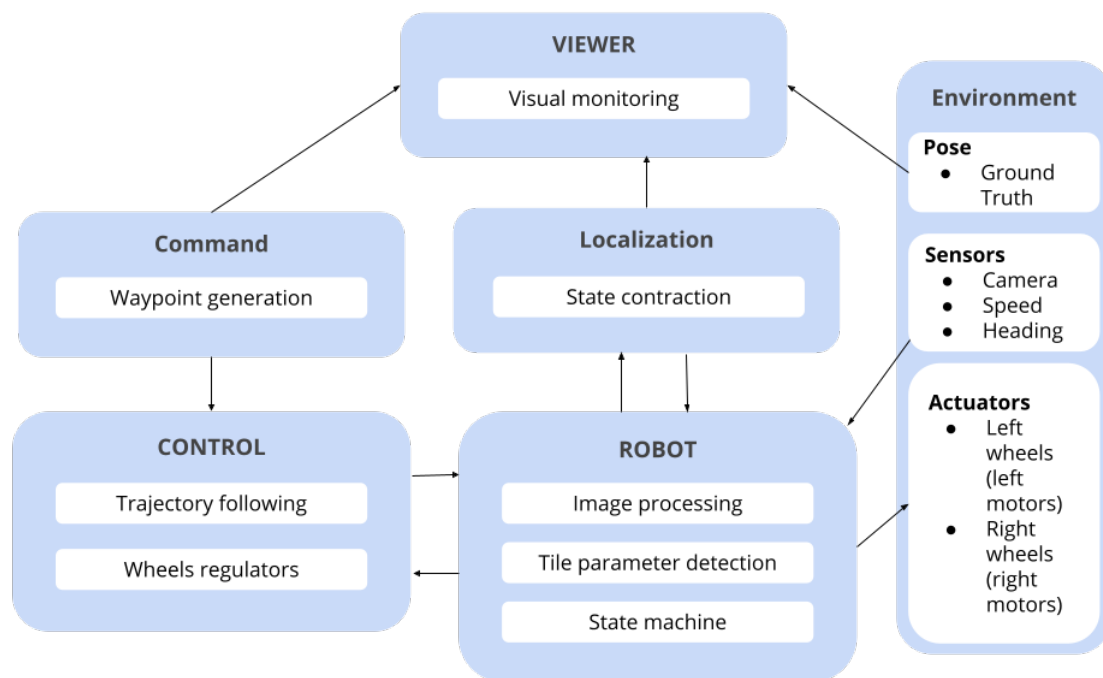 VIEWER
Visual monitoring
Command
Waypoint generation
Localization
State contraction
CONTROL
Trajectory following
Wheels regulators
ROBOT
Image processing
Tile parameter detection
State machine
Environment
Pose
● Ground
Truth
Sensors
● Camera
● Speed
● Heading
Actuators
● Left
wheels
(left
motors)
● Right
wheels
(right
motors)